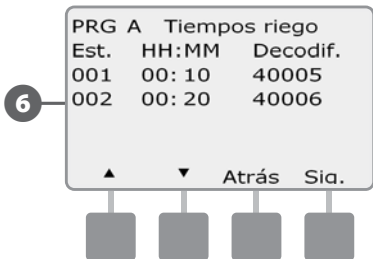 PRG A Tiempos riego
Est. HH:MM Decodif.
001 00:10 40005
002 00:20 40006
6
▲ ▼ Atrás Sig.